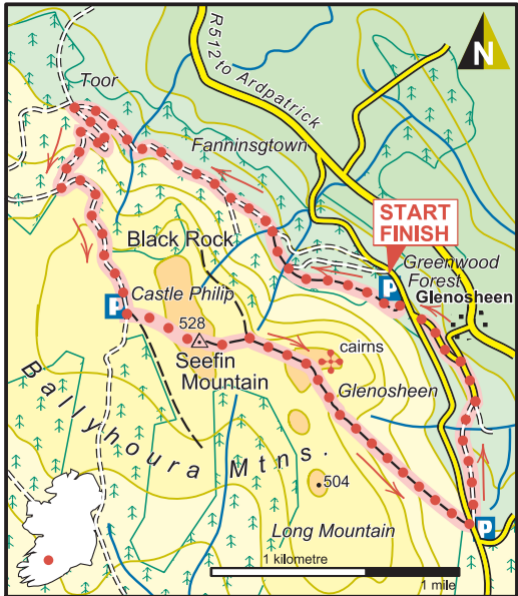 N
R512 to Ardpatrick
Toor
Fanninsgtown
START
FINISH
Black Rock
P
Greenwood
Forest
Glenosheen
Castle Philip
P
528
Seefin
Mountain
cairns
Glenosheen
Ballyhoura Mtns.
504
P
Long Mountain
1 kilometre
1 mile